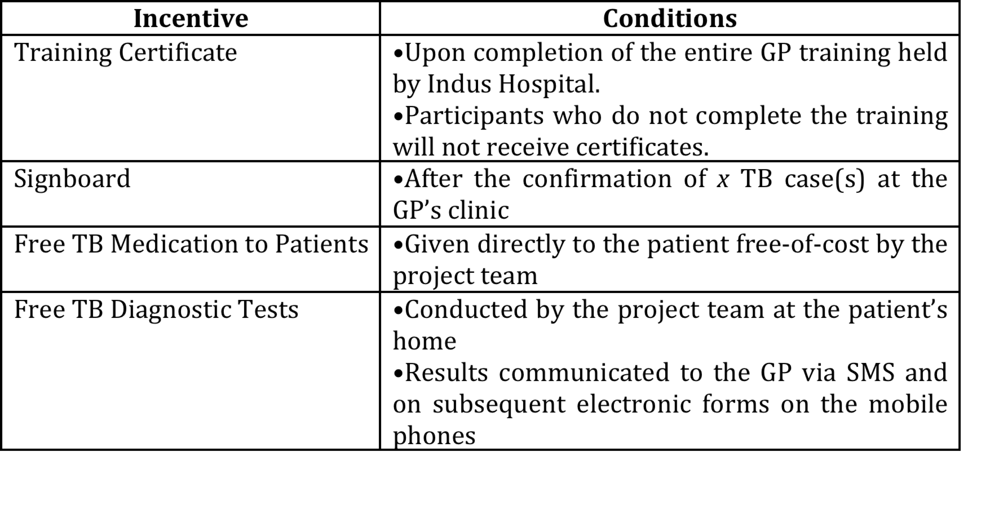 Incentive
Conditions
Training Certificate
•Upon completion of the entire GP training held
by Indus Hospital.
•Participants who do not complete the training
will not receive certificates.
Signboard
•After the confirmation of x TB case(s) at the
GP’s clinic
Free TB Medication to Patients
•Given directly to the patient free-of-cost by the
project team
Free TB Diagnostic Tests
•Conducted by the project team at the patient’s
home
•Results communicated to the GP via SMS and
on subsequent electronic forms on the mobile
phones